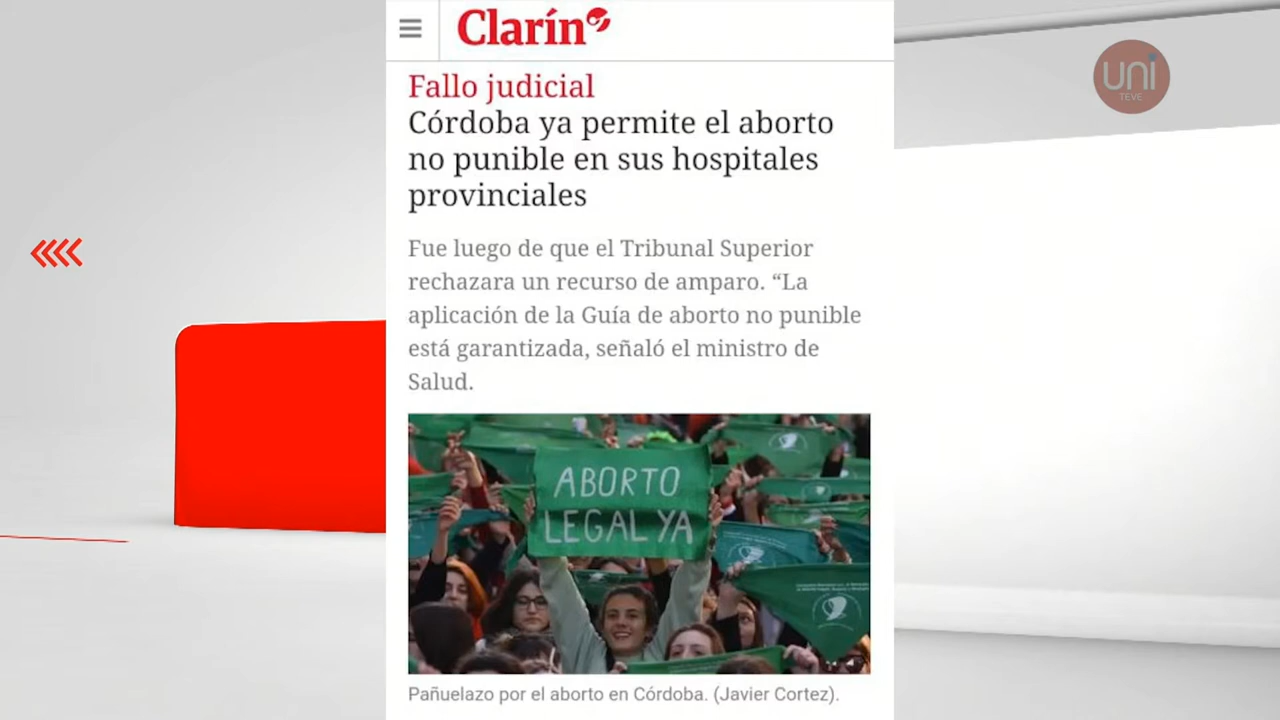 Clarín
uni
TEVE
Fallo judicial
Córdoba ya permite el aborto
no punible en sus hospitales
provinciales
Fue luego de que el Tribunal Superior
rechazara un recurso de amparo. “La
aplicación de la Guía de aborto no punible
está garantizada, señaló el ministro de
Salud.
ABORTO
LEGAL YA
Pañuelazo por el aborto en Córdoba. (Javier Cortez).